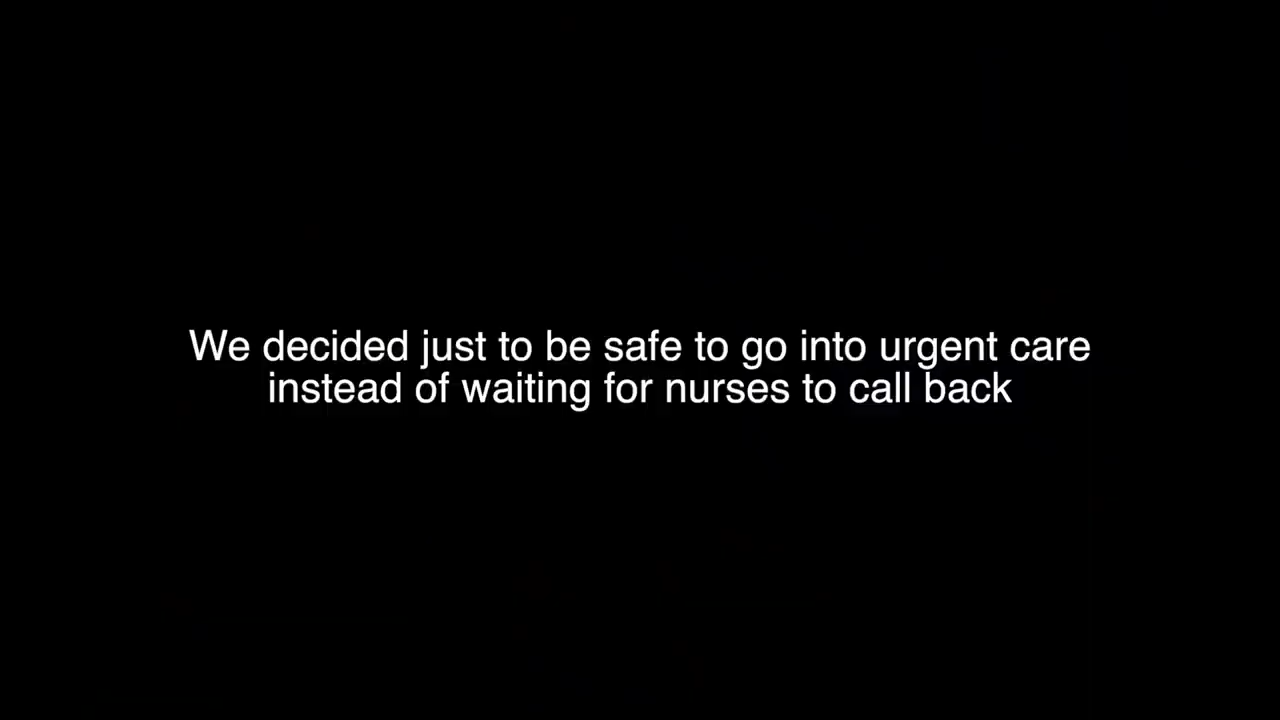 We decided just to be safe to go into urgent care
instead of waiting for nurses to call back